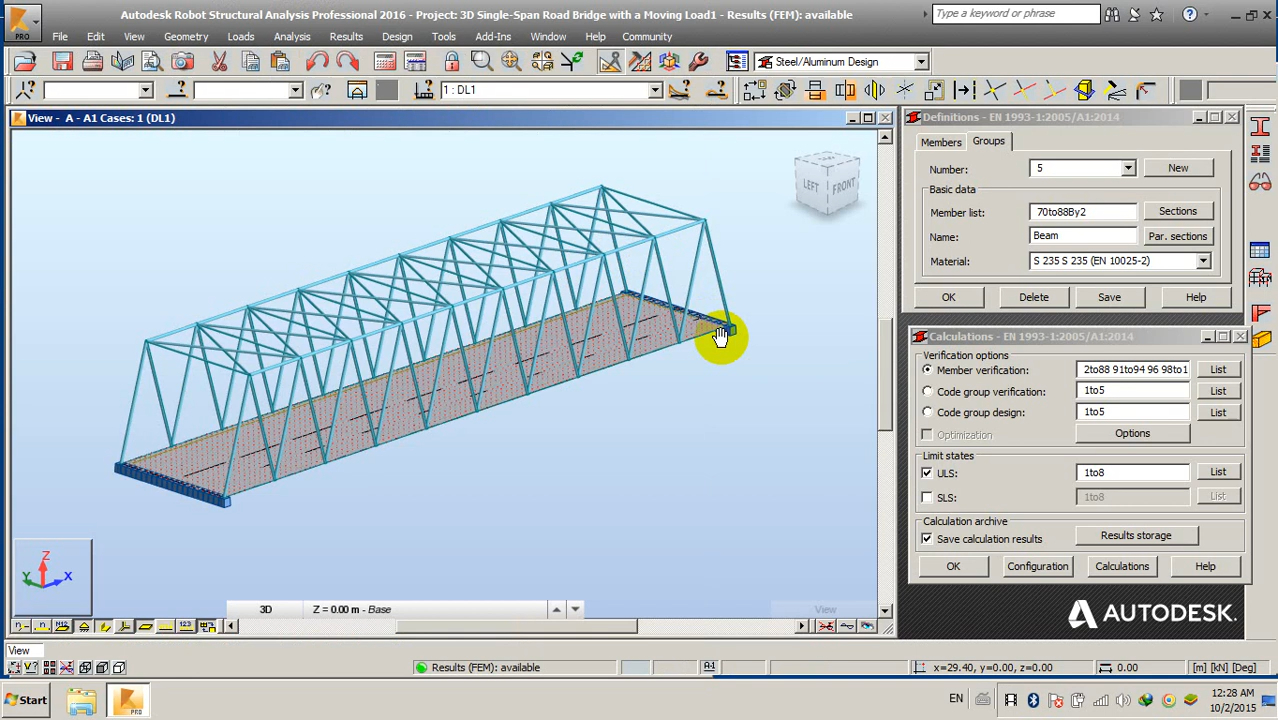 Autodesk Robot Structural Analysis Professional 2016 - Project: 3D Single-Span Road Bridge with a Moving Load1 - Results (FEM): available
Type a keyword or phrase
PRO
File Edit View Geometry Loads Analysis Results Design Tools Add-Ins Window Help Community
Steel/Aluminum Design
1 : DL1
View - A - A1 Cases: 1 (DL1)
LEFT FRONT
Z
Y X
3D Z = 0.00 m - Base
View
Definitions - EN 1993-1:2005/A1:2014
Members Groups
Number: 5 New
Basic data
Member list: 70to88By2 Sections
Name: Beam Par. sections
Material: S 235 S 235 (EN 10025-2)
OK Delete Save Help
Calculations - EN 1993-1:2005/A1:2014
Verification options
Member verification: 2to88 91to94 96 98to1 List
Code group verification: 1to5 List
Code group design: 1to5 List
Optimization Options
Limit states
ULS: 1to8 List
SLS: 1to8 List
Calculation archive
Save calculation results Results storage
OK Configuration Calculations Help
AUTODESK.
View
Results (FEM): available
x=29.40, y=0.00, z=0.00
0.00
[m] [kN] [Deg]
Start
PRO
EN
12:28 AM
10/2/2015